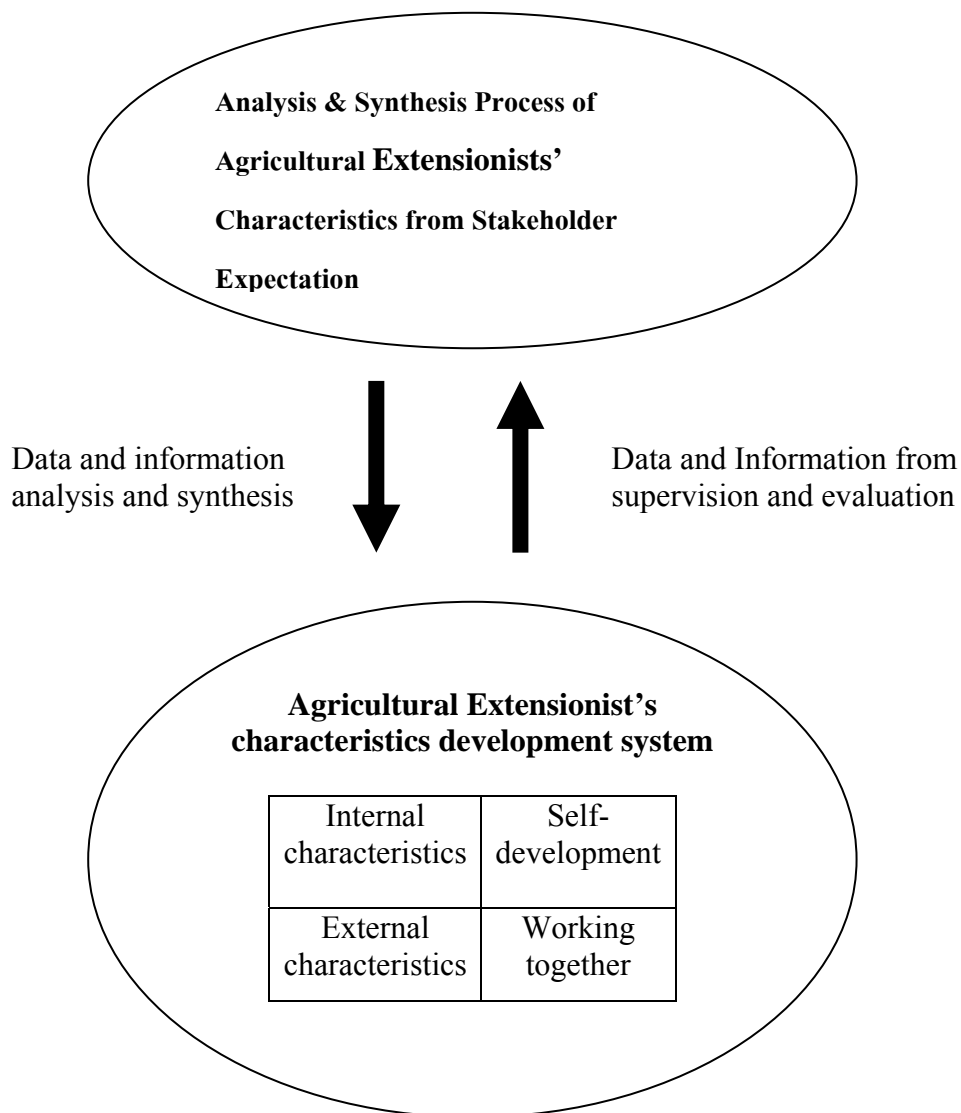 Analysis & Synthesis Process of
Agricultural Extensionists’
Characteristics from Stakeholder
Expectation
Data and information
analysis and synthesis
Data and Information from
supervision and evaluation
Agricultural Extensionist’s
characteristics development system
Internal
characteristics
Self-
development
External
characteristics
Working
together